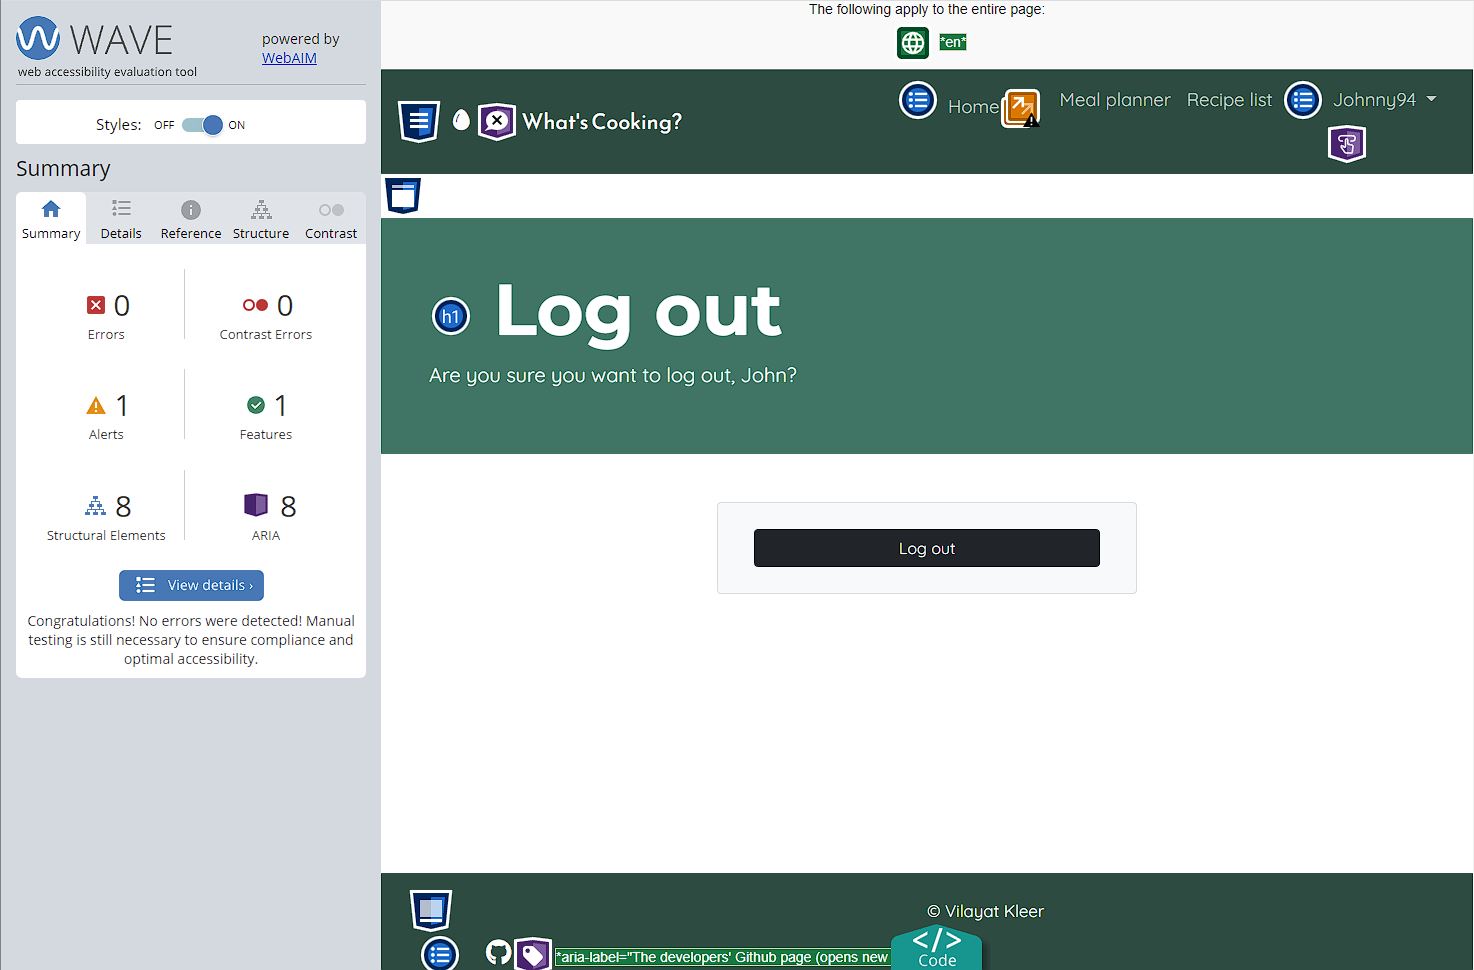 WAVE
web accessibility evaluation tool
powered by
WebAIM
Styles: OFF ON
Summary
Summary Details Reference Structure Contrast
0 0
Errors Contrast Errors
1 1
Alerts Features
8 8
Structural Elements ARIA
View details ›
Congratulations! No errors were detected! Manual
testing is still necessary to ensure compliance and
optimal accessibility.
The following apply to the entire page:
*en*
What's Cooking? Home Meal planner Recipe list Johnny94
h1 Log out
Are you sure you want to log out, John?
Log out
© Vilayat Kleer
*aria-label="The developers' Github page (opens new
</>
Code